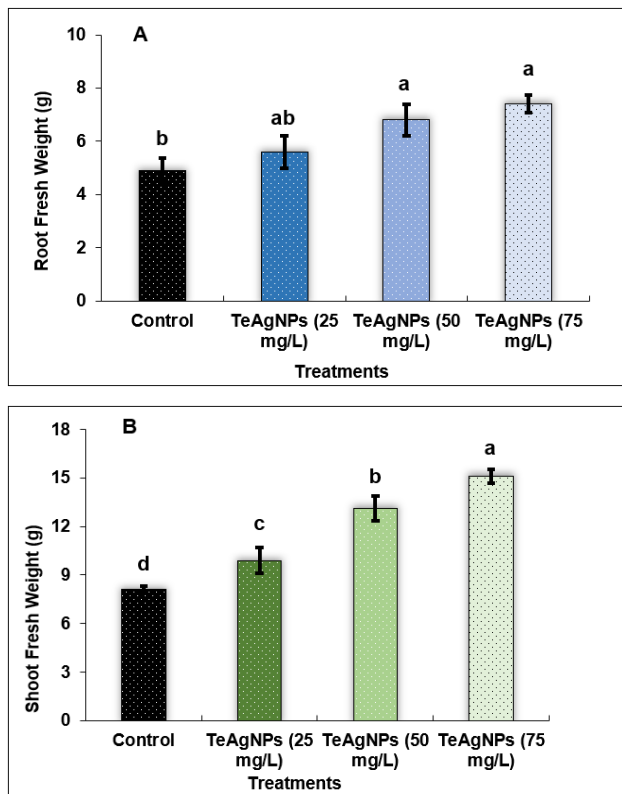 A
10
8
6
4
2
0
Root Fresh Weight (g)
b
ab
a
a
Control
TeAgNPs (25 mg/L)
TeAgNPs (50 mg/L)
TeAgNPs (75 mg/L)
Treatments
B
18
15
12
9
6
3
0
Shoot Fresh Weight (g)
d
c
b
a
Control
TeAgNPs (25 mg/L)
TeAgNPs (50 mg/L)
TeAgNPs (75 mg/L)
Treatments